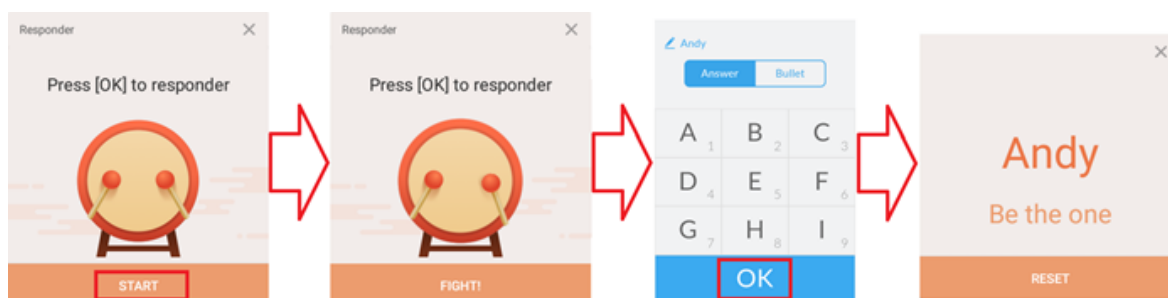 Responder
Press [OK] to responder
START
Responder
Press [OK] to responder
FIGHT!
Andy
Answer Bullet
A 1 B 2 C 3
D 4 E 5 F 6
G 7 H 8 I 9
OK
Andy
Be the one
RESET